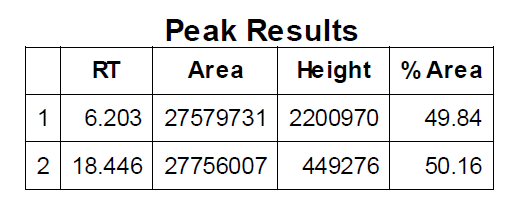 Peak Results
RT Area Height % Area
1 6.203 27579731 2200970 49.84
2 18.446 27756007 449276 50.16